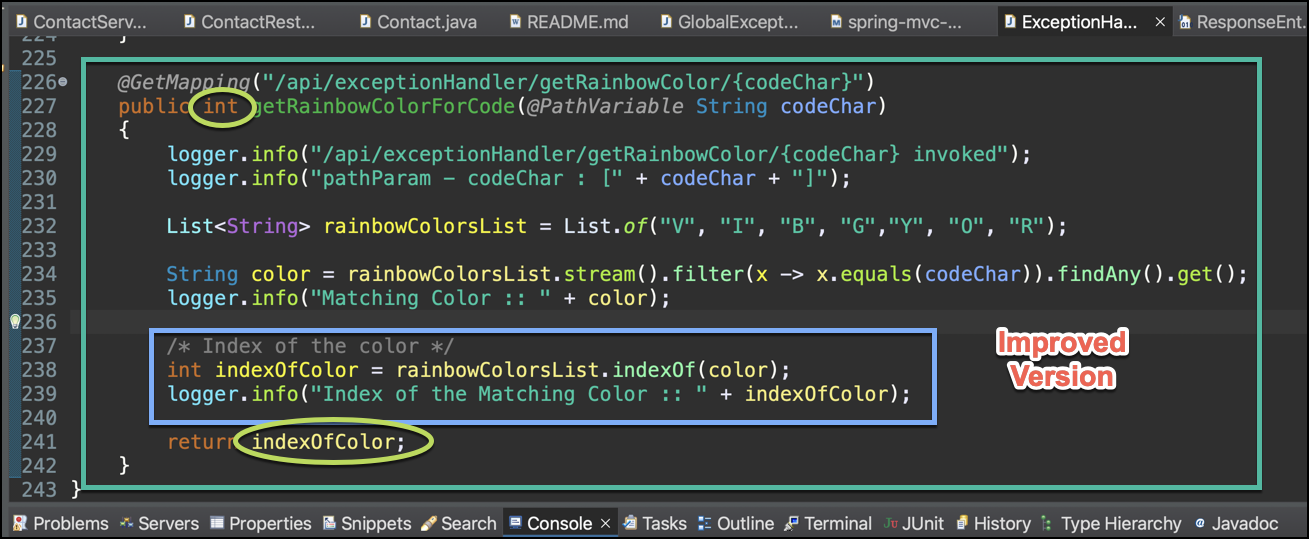 ContactServ... ContactRest... Contact.java README.md GlobalExcept... spring-mvc-... ExceptionHa... × ResponseEnt.
224 }
225
226 @GetMapping("/api/exceptionHandler/getRainbowColor/{codeChar}")
227 public int getRainbowColorForCode(@PathVariable String codeChar)
228 {
229 logger.info("/api/exceptionHandler/getRainbowColor/{codeChar} invoked");
230 logger.info("pathParam - codeChar : [" + codeChar + "]");
231
232 List<String> rainbowColorsList = List.of("V", "I", "B", "G","Y", "O", "R");
233
234 String color = rainbowColorsList.stream().filter(x -> x.equals(codeChar)).findAny().get();
235 logger.info("Matching Color :: " + color);
236
237 /* Index of the color */
238 int indexOfColor = rainbowColorsList.indexOf(color);
239 logger.info("Index of the Matching Color :: " + indexOfColor);
240
241 return indexOfColor;
242 }
243 }
Improved
Version
Problems Servers Properties Snippets Search Console × Tasks Outline Terminal JUnit History Type Hierarchy Javadoc